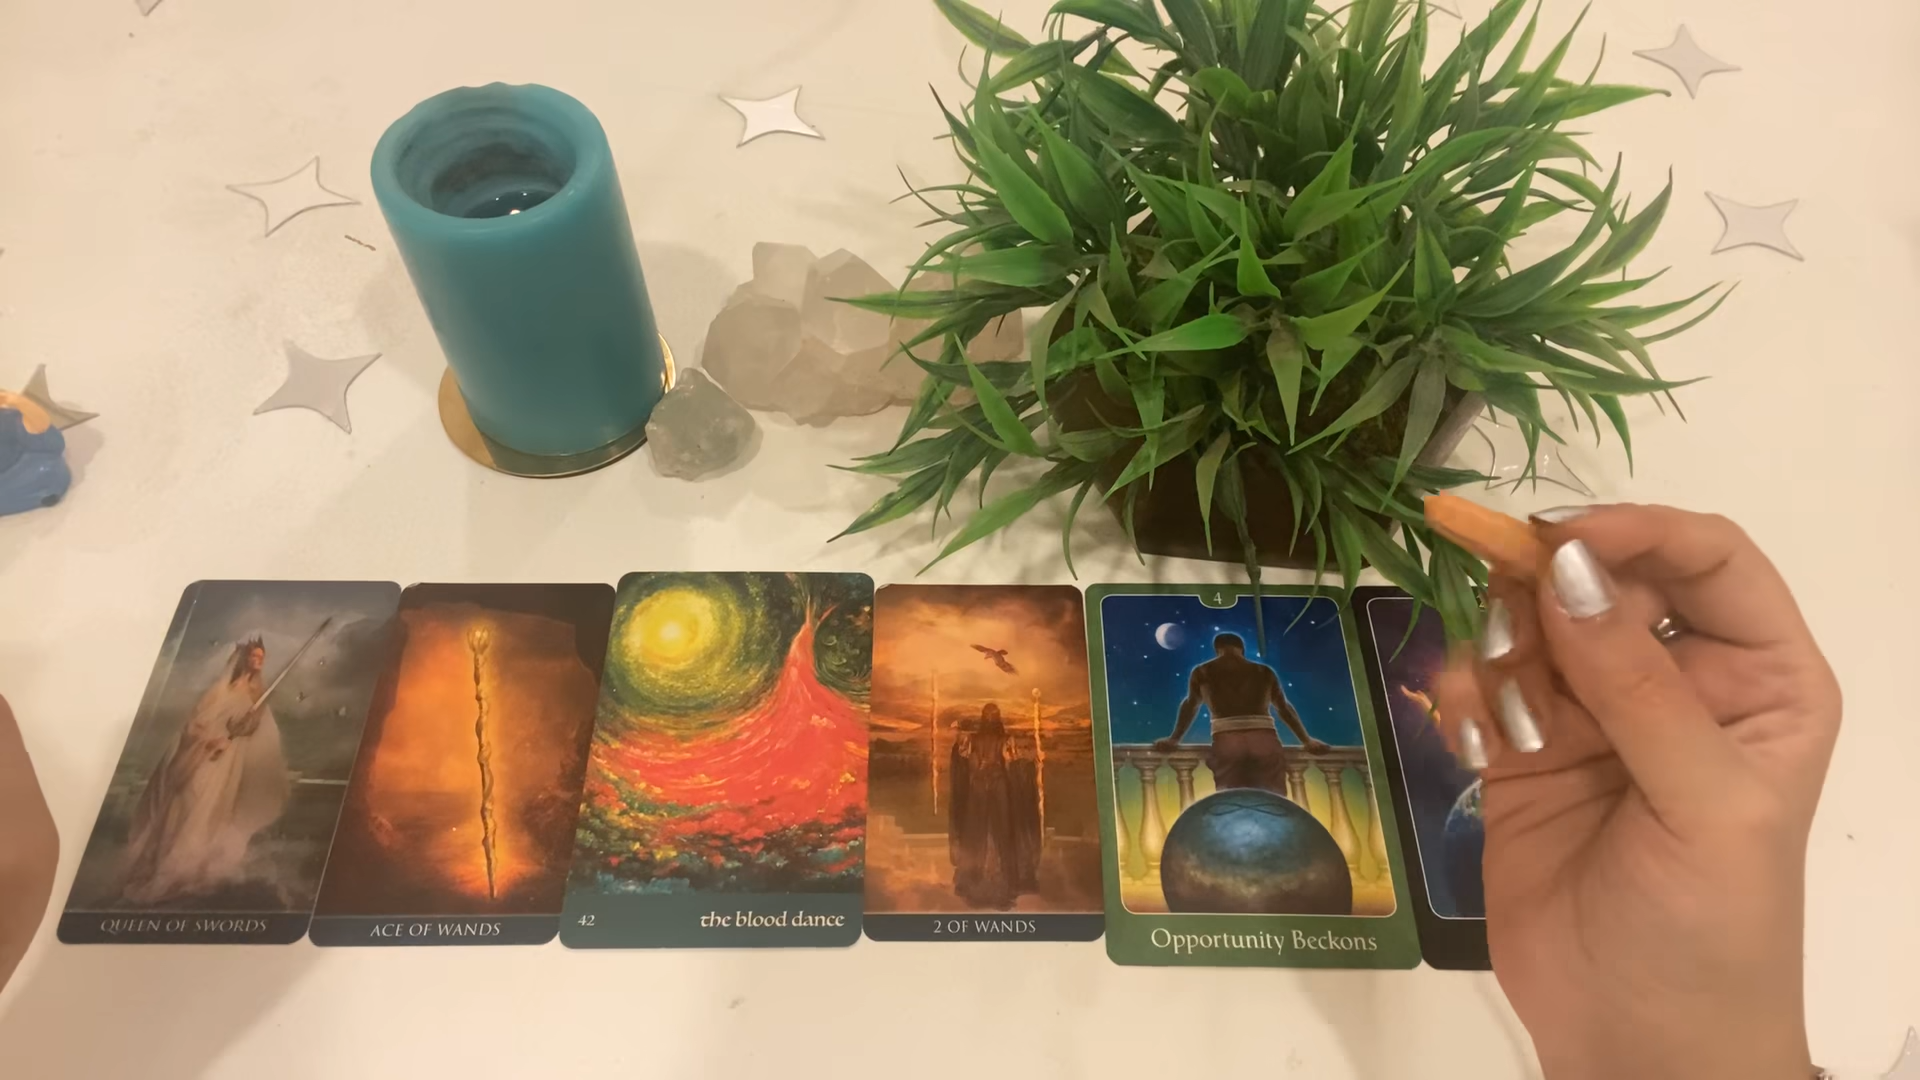 QUEEN OF SWORDS
ACE OF WANDS
42
the blood dance
2 OF WANDS
4
Opportunity Beckons